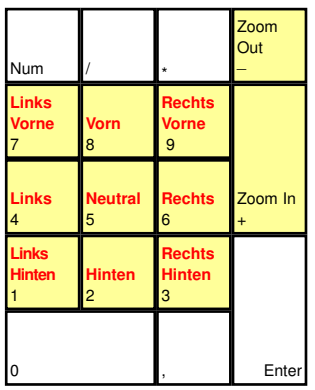 Num
/
*
Zoom
Out
–
Links
Vorne
7
Vorn
8
Rechts
Vorne
9
Links
4
Neutral
5
Rechts
6
Zoom In
+
Links
Hinten
1
Hinten
2
Rechts
Hinten
3
0
,
Enter